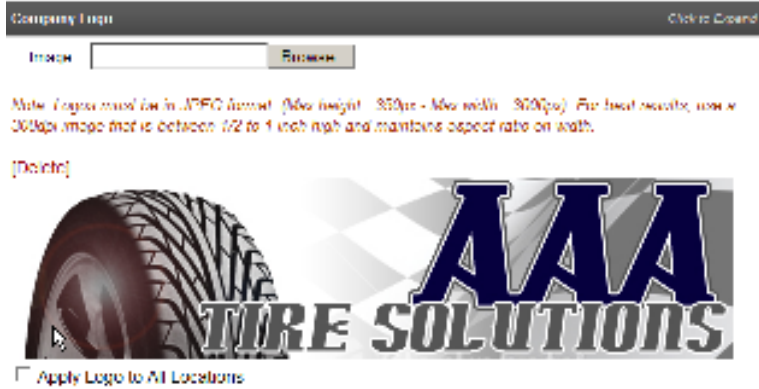 Company Logo
Click to Expand
Image
Browse
Note: Logos must be in JPEG format. (Max height - 350px - Max width - 3000px). For best results, use a
300dpi image that is between 1/2 to 1 inch high and maintains aspect ratio on width.
[Delete]
AAA
TIRE SOLUTIONS
Apply Logo to All Locations